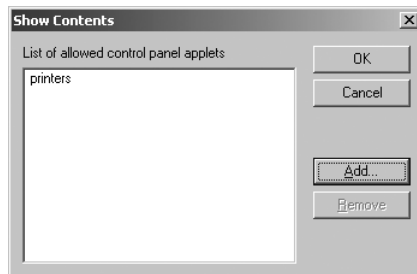 Show Contents
List of allowed control panel applets
OK
printers
Cancel
Add...
Remove